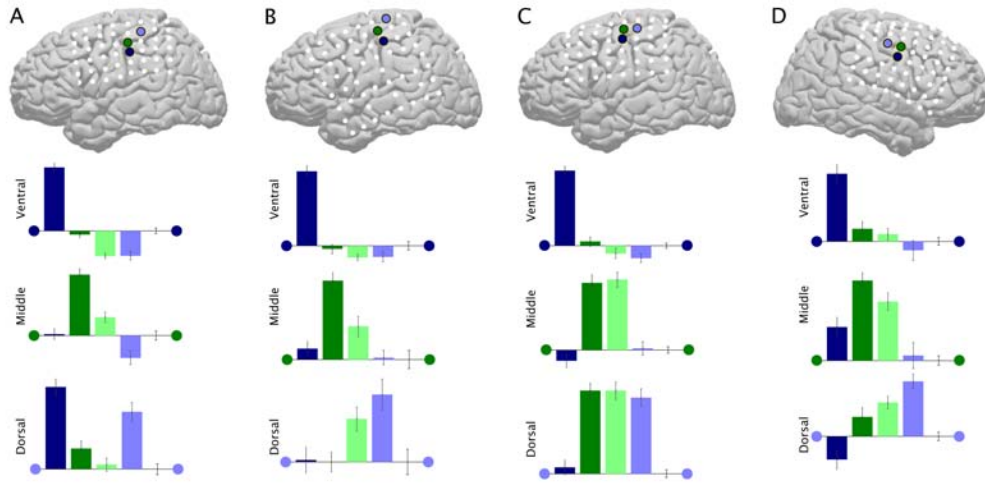 A
B
C
D
Ventral
Ventral
Ventral
Ventral
Middle
Middle
Middle
Middle
Dorsal
Dorsal
Dorsal
Dorsal